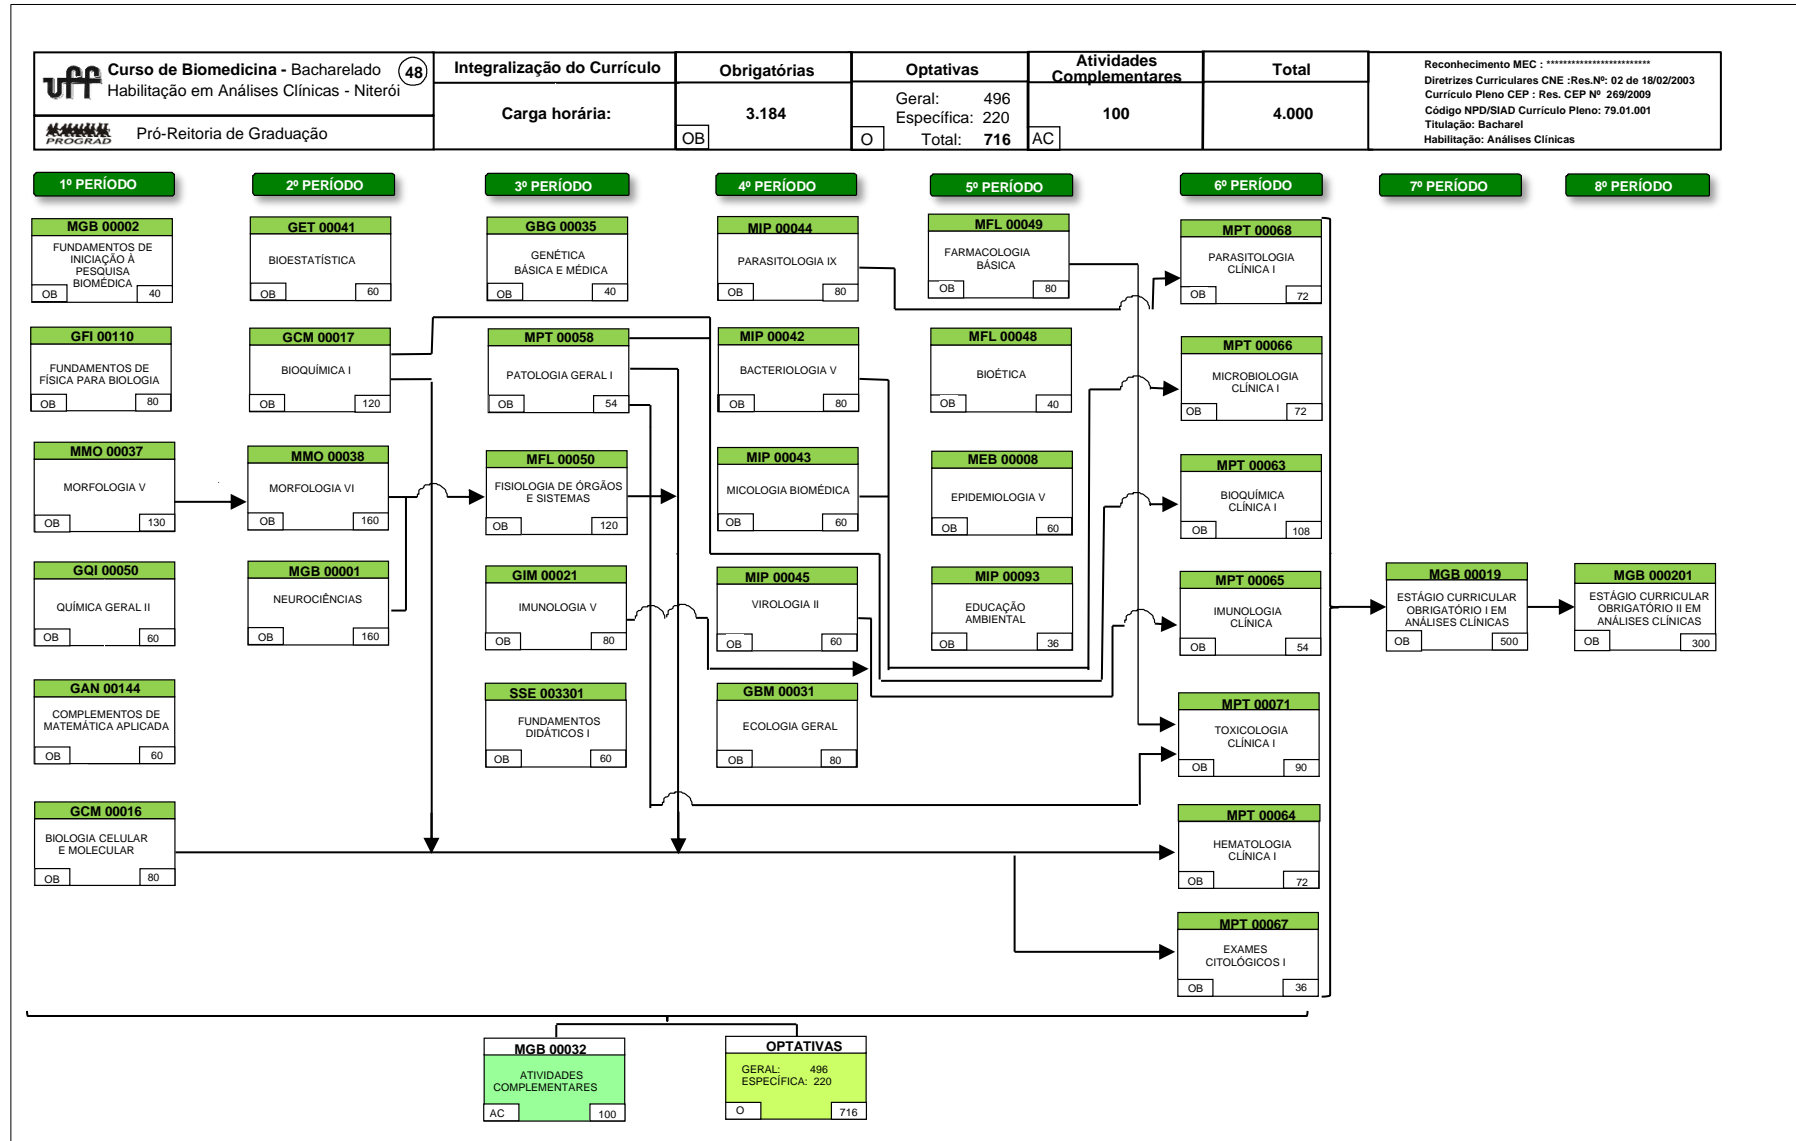 uff
Curso de Biomedicina - Bacharelado
48
Habilitação em Análises Clínicas - Niterói
PROGRAD
Pró-Reitoria de Graduação
Integralização do Currículo
Carga horária:
Obrigatórias
3.184
OB
Optativas
Geral: 496
Específica: 220
O Total: 716
Atividades
Complementares
100
AC
Total
4.000
Reconhecimento MEC : *************************
Diretrizes Curriculares CNE :Res.Nº: 02 de 18/02/2003
Currículo Pleno CEP : Res. CEP Nº 269/2009
Código NPD/SIAD Currículo Pleno: 79.01.001
Titulação: Bacharel
Habilitação: Análises Clínicas
1º PERÍODO
MGB 00002
FUNDAMENTOS DE
INICIAÇÃO À
PESQUISA
BIOMÉDICA
OB 40
GFI 00110
FUNDAMENTOS DE
FÍSICA PARA BIOLOGIA
OB 80
MMO 00037
MORFOLOGIA V
OB 130
GQI 00050
QUÍMICA GERAL II
OB 60
GAN 00144
COMPLEMENTOS DE
MATEMÁTICA APLICADA
OB 60
GCM 00016
BIOLOGIA CELULAR
E MOLECULAR
OB 80
2º PERÍODO
GET 00041
BIOESTATÍSTICA
OB 60
GCM 00017
BIOQUÍMICA I
OB 120
MMO 00038
MORFOLOGIA VI
OB 160
MGB 00001
NEUROCIÊNCIAS
OB 160
3º PERÍODO
GBG 00035
GENÉTICA
BÁSICA E MÉDICA
OB 40
MPT 00058
PATOLOGIA GERAL I
OB 54
MFL 00050
FISIOLOGIA DE ÓRGÃOS
E SISTEMAS
OB 120
GIM 00021
IMUNOLOGIA V
OB 80
SSE 003301
FUNDAMENTOS
DIDÁTICOS I
OB 60
4º PERÍODO
MIP 00044
PARASITOLOGIA IX
OB 80
MIP 00042
BACTERIOLOGIA V
OB 80
MIP 00043
MICOLOGIA BIOMÉDICA
OB 60
MIP 00045
VIROLOGIA II
OB 60
GBM 00031
ECOLOGIA GERAL
OB 80
5º PERÍODO
MFL 00049
FARMACOLOGIA
BÁSICA
OB 80
MFL 00048
BIOÉTICA
OB 40
MEB 00008
EPIDEMIOLOGIA V
OB 60
MIP 00093
EDUCAÇÃO
AMBIENTAL
OB 36
6º PERÍODO
MPT 00068
PARASITOLOGIA
CLÍNICA I
OB 72
MPT 00066
MICROBIOLOGIA
CLÍNICA I
OB 72
MPT 00063
BIOQUÍMICA
CLÍNICA I
OB 108
MPT 00065
IMUNOLOGIA
CLÍNICA
OB 54
MPT 00071
TOXICOLOGIA
CLÍNICA I
OB 90
MPT 00064
HEMATOLOGIA
CLÍNICA I
OB 72
MPT 00067
EXAMES
CITOLÓGICOS I
OB 36
7º PERÍODO
MGB 00019
ESTÁGIO CURRICULAR
OBRIGATÓRIO I EM
ANÁLISES CLÍNICAS
OB 500
8º PERÍODO
MGB 000201
ESTÁGIO CURRICULAR
OBRIGATÓRIO II EM
ANÁLISES CLÍNICAS
OB 300
MGB 00032
ATIVIDADES
COMPLEMENTARES
AC 100
OPTATIVAS
GERAL: 496
ESPECÍFICA: 220
O 716